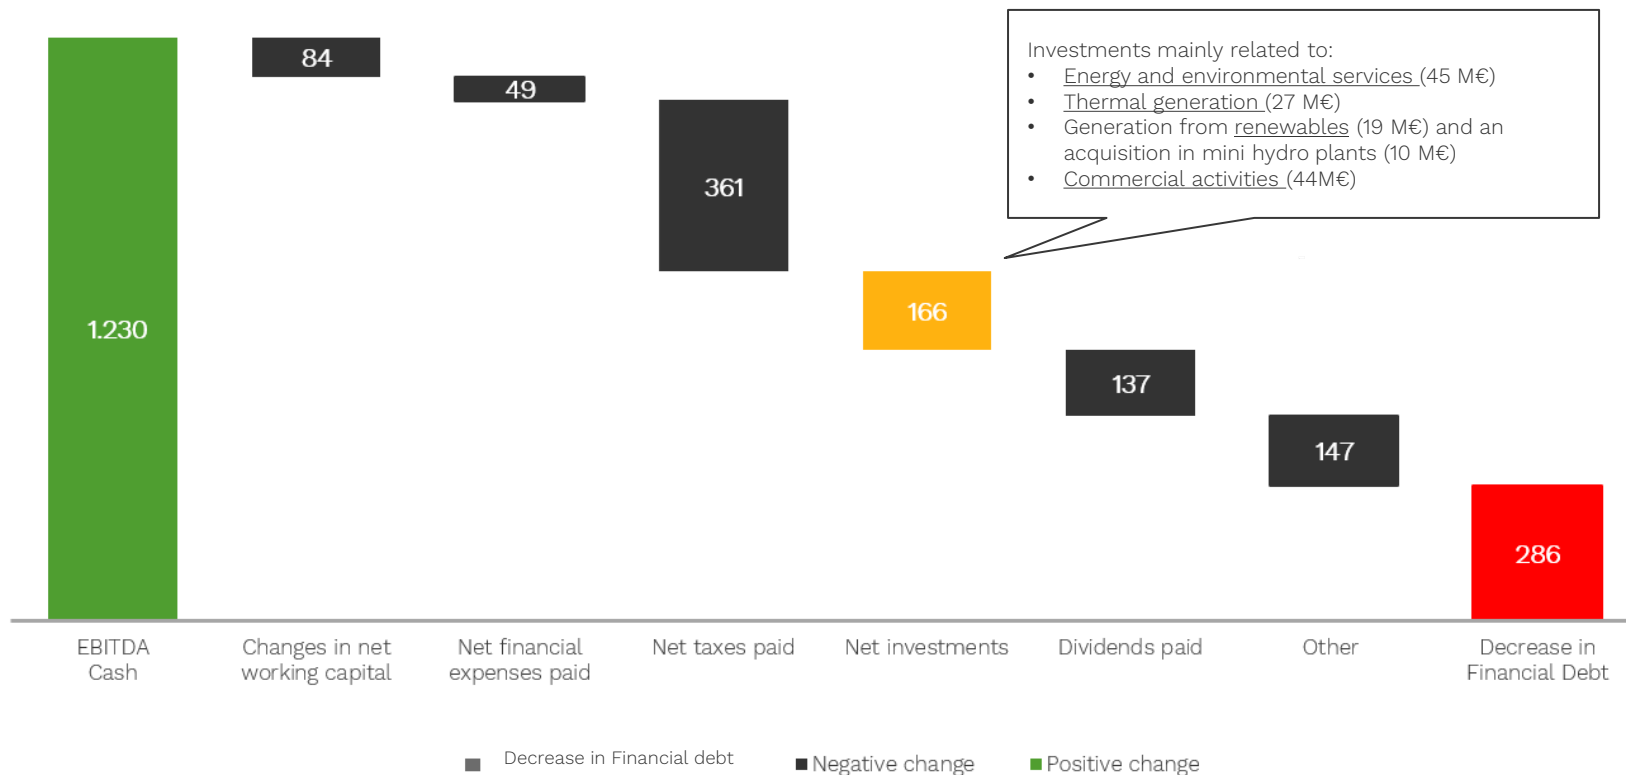 Investments mainly related to:
• Energy and environmental services (45 M€)
• Thermal generation (27 M€)
• Generation from renewables (19 M€) and an
acquisition in mini hydro plants (10 M€)
• Commercial activities (44M€)
84
49
361
1.230
166
137
147
286
EBITDA
Cash
Changes in net
working capital
Net financial
expenses paid
Net taxes paid
Net investments
Dividends paid
Other
Decrease in
Financial Debt
Decrease in Financial debt
Negative change
Positive change